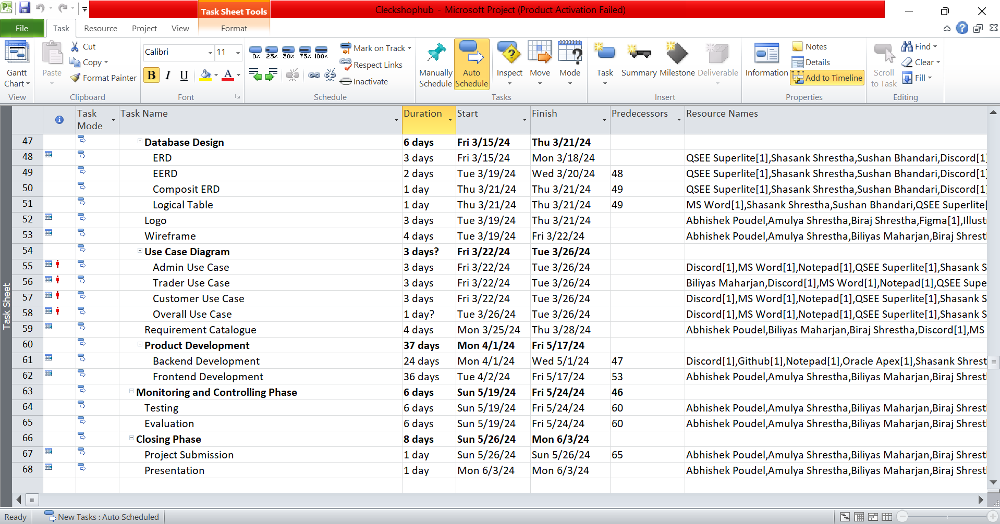 Task Sheet Tools
Cleckshophub - Microsoft Project (Product Activation Failed)
File Task Resource Project View Format
Gantt Chart
View
Paste
Cut
Copy
Format Painter
Clipboard
Calibri 11
B I U A
Font
0% 25% 50% 75% 100%
Mark on Track
Respect Links
Inactivate
Schedule
Manually Schedule
Auto Schedule
Inspect
Move
Mode
Tasks
Task
Summary
Milestone
Deliverable
Insert
Information
Notes
Details
Add to Timeline
Properties
Scroll to Task
Find
Clear
Fill
Editing
Task Mode Task Name Duration Start Finish Predecessors Resource Names
47 Database Design 6 days Fri 3/15/24 Thu 3/21/24
48 ERD 3 days Fri 3/15/24 Mon 3/18/24 QSEE Superlite[1],Shasank Shrestha,Sushan Bhandari,Discord[1]
49 EERD 2 days Tue 3/19/24 Wed 3/20/24 48 QSEE Superlite[1],Shasank Shrestha,Sushan Bhandari,Discord[1]
50 Composit ERD 1 day Thu 3/21/24 Thu 3/21/24 49 QSEE Superlite[1],Shasank Shrestha,Sushan Bhandari,Discord[1]
51 Logical Table 1 day Thu 3/21/24 Thu 3/21/24 49 MS Word[1],Shasank Shrestha,Sushan Bhandari,QSEE Superlite[
52 Logo 3 days Tue 3/19/24 Thu 3/21/24 Abhishek Poudel,Amulya Shrestha,Biraj Shrestha,Figma[1],Illust
53 Wireframe 4 days Tue 3/19/24 Fri 3/22/24 Abhishek Poudel,Amulya Shrestha,Biliyas Maharjan,Biraj Shrest
54 Use Case Diagram 3 days? Fri 3/22/24 Tue 3/26/24
55 Admin Use Case 3 days Fri 3/22/24 Tue 3/26/24 Discord[1],MS Word[1],Notepad[1],QSEE Superlite[1],Shasank S
56 Trader Use Case 3 days Fri 3/22/24 Tue 3/26/24 Biliyas Maharjan,Discord[1],MS Word[1],Notepad[1],QSEE Supe
57 Customer Use Case 3 days Fri 3/22/24 Tue 3/26/24 Discord[1],MS Word[1],Notepad[1],QSEE Superlite[1],Shasank S
58 Overall Use Case 1 day? Tue 3/26/24 Tue 3/26/24 Discord[1],MS Word[1],Notepad[1],QSEE Superlite[1],Shasank S
59 Requirement Catalogue 4 days Mon 3/25/24 Thu 3/28/24 Abhishek Poudel,Biliyas Maharjan,Biraj Shrestha,Discord[1],MS
60 Product Development 37 days Mon 4/1/24 Fri 5/17/24
61 Backend Development 24 days Mon 4/1/24 Wed 5/1/24 47 Discord[1],Github[1],Notepad[1],Oracle Apex[1],Shasank Shrest
62 Frontend Development 36 days Tue 4/2/24 Fri 5/17/24 53 Abhishek Poudel,Amulya Shrestha,Biliyas Maharjan,Biraj Shrest
63 Monitoring and Controlling Phase 6 days Sun 5/19/24 Fri 5/24/24 46
64 Testing 6 days Sun 5/19/24 Fri 5/24/24 60 Abhishek Poudel,Amulya Shrestha,Biliyas Maharjan,Biraj Shrest
65 Evaluation 6 days Sun 5/19/24 Fri 5/24/24 60 Abhishek Poudel,Amulya Shrestha,Biliyas Maharjan,Biraj Shrest
66 Closing Phase 8 days Sun 5/26/24 Mon 6/3/24
67 Project Submission 1 day Sun 5/26/24 Sun 5/26/24 65 Abhishek Poudel,Amulya Shrestha,Biliyas Maharjan,Biraj Shrest
68 Presentation 1 day Mon 6/3/24 Mon 6/3/24 Abhishek Poudel,Amulya Shrestha,Biliyas Maharjan,Biraj Shrest
Task Sheet
Ready New Tasks : Auto Scheduled